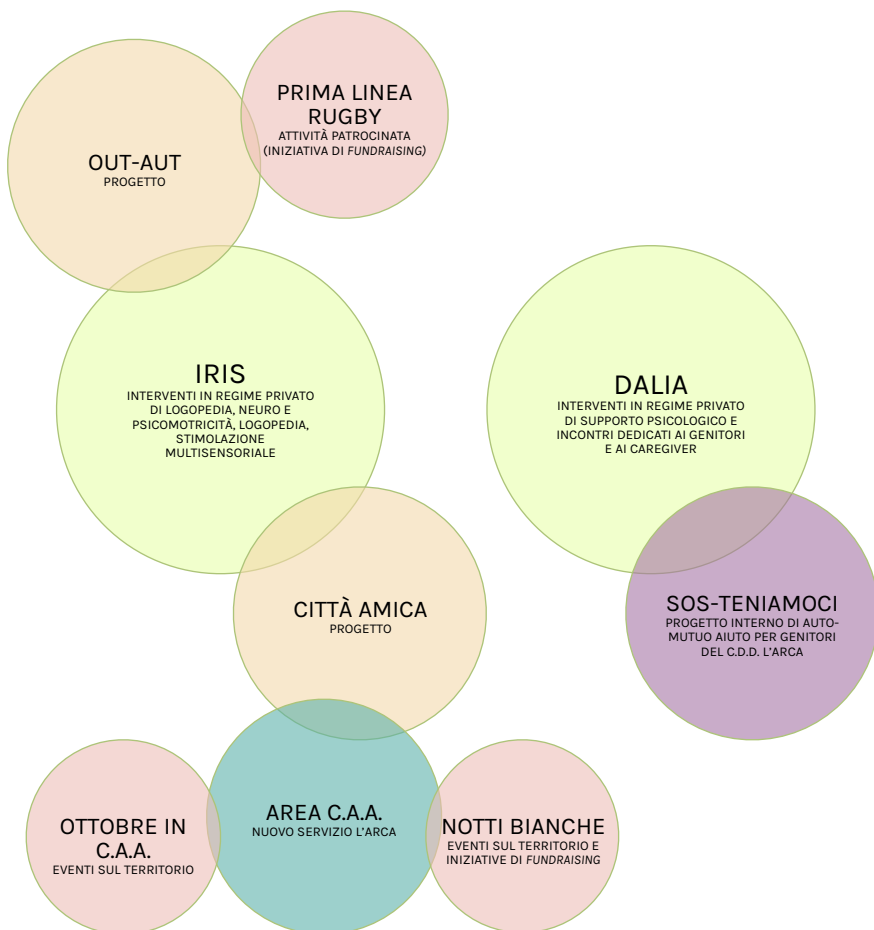 PRIMA LINEA
RUGBY
ATTIVITÀ PATROCINATA
(INIZIATIVA DI FUNDRAISING)
OUT-AUT
PROGETTO
IRIS
INTERVENTI IN REGIME PRIVATO
DI LOGOPEDIA, NEURO E
PSICOMOTRICITÀ, LOGOPEDIA,
STIMOLAZIONE
MULTISENSORIALE
DALIA
INTERVENTI IN REGIME PRIVATO
DI SUPPORTO PSICOLOGICO E
INCONTRI DEDICATI AI GENITORI
E AI CAREGIVER
CITTÀ AMICA
PROGETTO
SOS-TENIAMOCI
PROGETTO INTERNO DI AUTO-
MUTUO AIUTO PER GENITORI
DEL C.D.D. L'ARCA
OTTOBRE IN
C.A.A.
EVENTI SUL TERRITORIO
AREA C.A.A.
NUOVO SERVIZIO L'ARCA
NOTTI BIANCHE
EVENTI SUL TERRITORIO E
INIZIATIVE DI FUNDRAISING